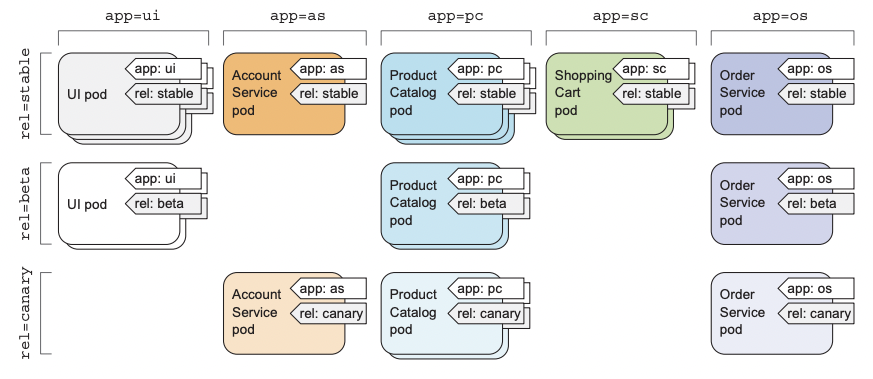 app=ui
app=as
app=pc
app=sc
app=os
rel=stable
UI pod
app: ui
rel: stable
Account
Service
pod
app: as
rel: stable
Product
Catalog
pod
app: pc
rel: stable
Shopping
Cart
pod
app: sc
rel: stable
Order
Service
pod
app: os
rel: stable
rel=beta
UI pod
app: ui
rel: beta
Product
Catalog
pod
app: pc
rel: beta
Order
Service
pod
app: os
rel: beta
rel=canary
Account
Service
pod
app: as
rel: canary
Product
Catalog
pod
app: pc
rel: canary
Order
Service
pod
app: os
rel: canary